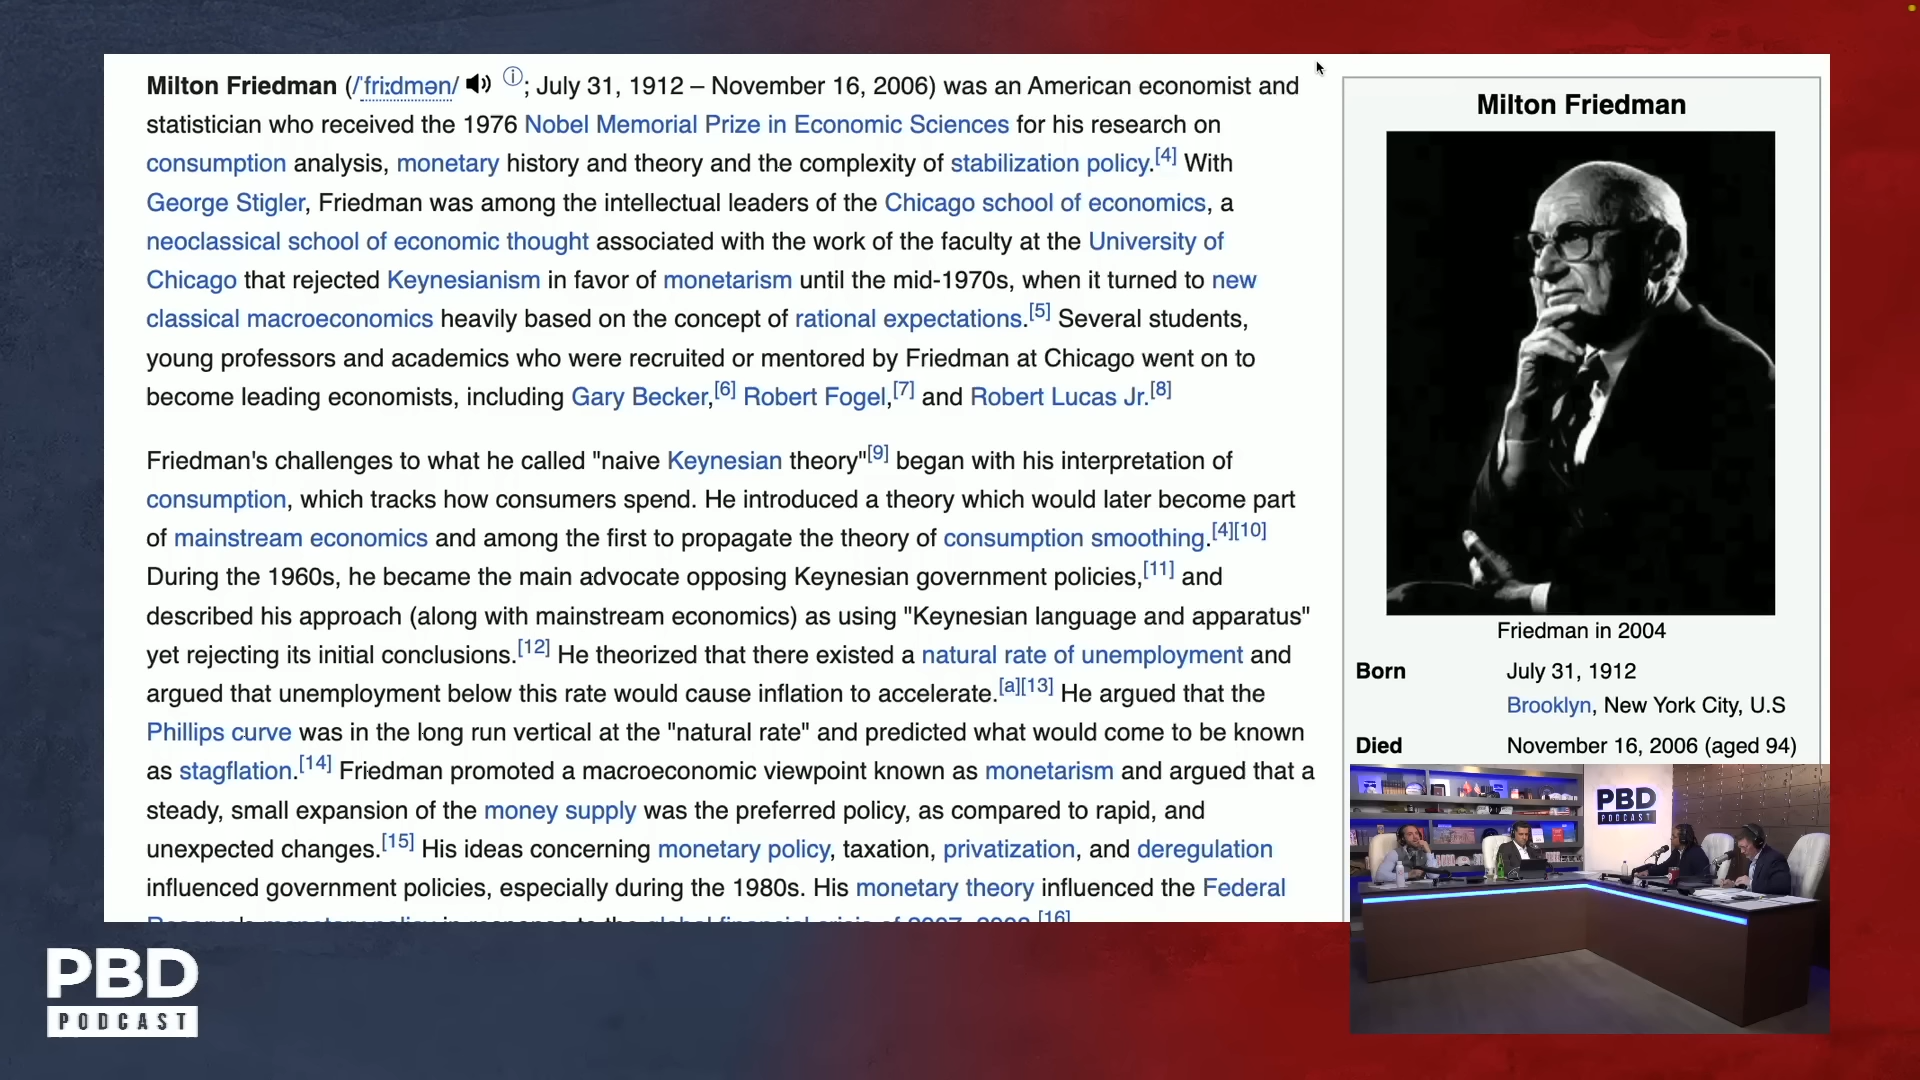 Milton Friedman (/ˈfriːdmən/ ⓘ; July 31, 1912 – November 16, 2006) was an American economist and
statistician who received the 1976 Nobel Memorial Prize in Economic Sciences for his research on
consumption analysis, monetary history and theory and the complexity of stabilization policy.[4] With
George Stigler, Friedman was among the intellectual leaders of the Chicago school of economics, a
neoclassical school of economic thought associated with the work of the faculty at the University of
Chicago that rejected Keynesianism in favor of monetarism until the mid-1970s, when it turned to new
classical macroeconomics heavily based on the concept of rational expectations.[5] Several students,
young professors and academics who were recruited or mentored by Friedman at Chicago went on to
become leading economists, including Gary Becker,[6] Robert Fogel,[7] and Robert Lucas Jr.[8]
Friedman's challenges to what he called "naive Keynesian theory"[9] began with his interpretation of
consumption, which tracks how consumers spend. He introduced a theory which would later become part
of mainstream economics and among the first to propagate the theory of consumption smoothing.[4][10]
During the 1960s, he became the main advocate opposing Keynesian government policies,[11] and
described his approach (along with mainstream economics) as using "Keynesian language and apparatus"
yet rejecting its initial conclusions.[12] He theorized that there existed a natural rate of unemployment and
argued that unemployment below this rate would cause inflation to accelerate.[a][13] He argued that the
Phillips curve was in the long run vertical at the "natural rate" and predicted what would come to be known
as stagflation.[14] Friedman promoted a macroeconomic viewpoint known as monetarism and argued that a
steady, small expansion of the money supply was the preferred policy, as compared to rapid, and
unexpected changes.[15] His ideas concerning monetary policy, taxation, privatization, and deregulation
influenced government policies, especially during the 1980s. His monetary theory influenced the Federal
Reserve's monetary policy in response to the global financial crisis of 2007–2008.[16]
Milton Friedman
Friedman in 2004
Born July 31, 1912
Brooklyn, New York City, U.S
Died November 16, 2006 (aged 94)
PBD
PODCAST
PBD
PODCAST